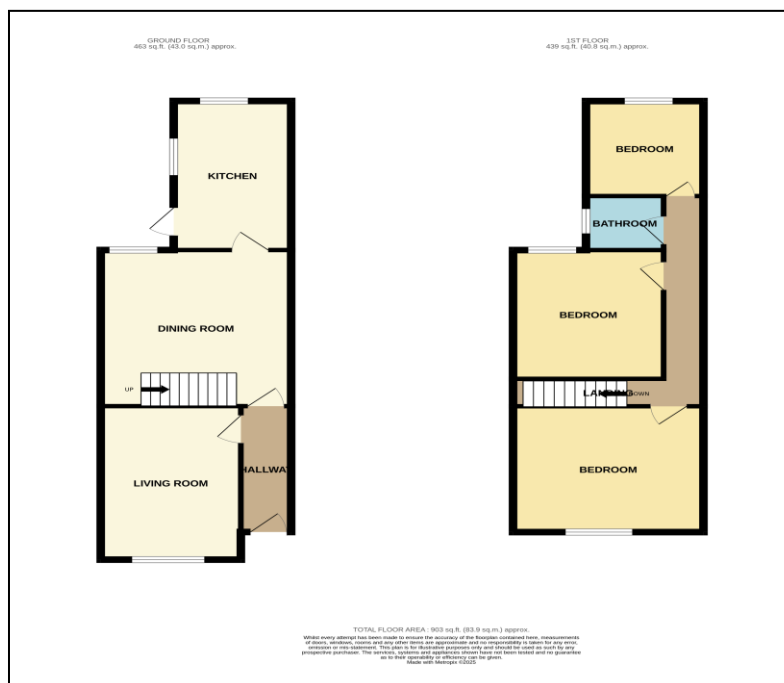 GROUND FLOOR
463 sq.ft. (43.0 sq.m.) approx.
1ST FLOOR
439 sq.ft. (40.8 sq.m.) approx.
KITCHEN
DINING ROOM
UP
LIVING ROOM
HALLWAY
BEDROOM
BATHROOM
BEDROOM
LANDING
DOWN
BEDROOM
TOTAL FLOOR AREA : 903 sq.ft. (83.9 sq.m.) approx.
Whilst every attempt has been made to ensure the accuracy of the floorplan contained here, measurements
of doors, windows, rooms and any other items are approximate and no responsibility is taken for any error,
omission or mis-statement. This plan is for illustrative purposes only and should be used as such by any
prospective purchaser. The services, systems and appliances shown have not been tested and no guarantee
as to their operability or efficiency can be given.
Made with Metropix ©2025